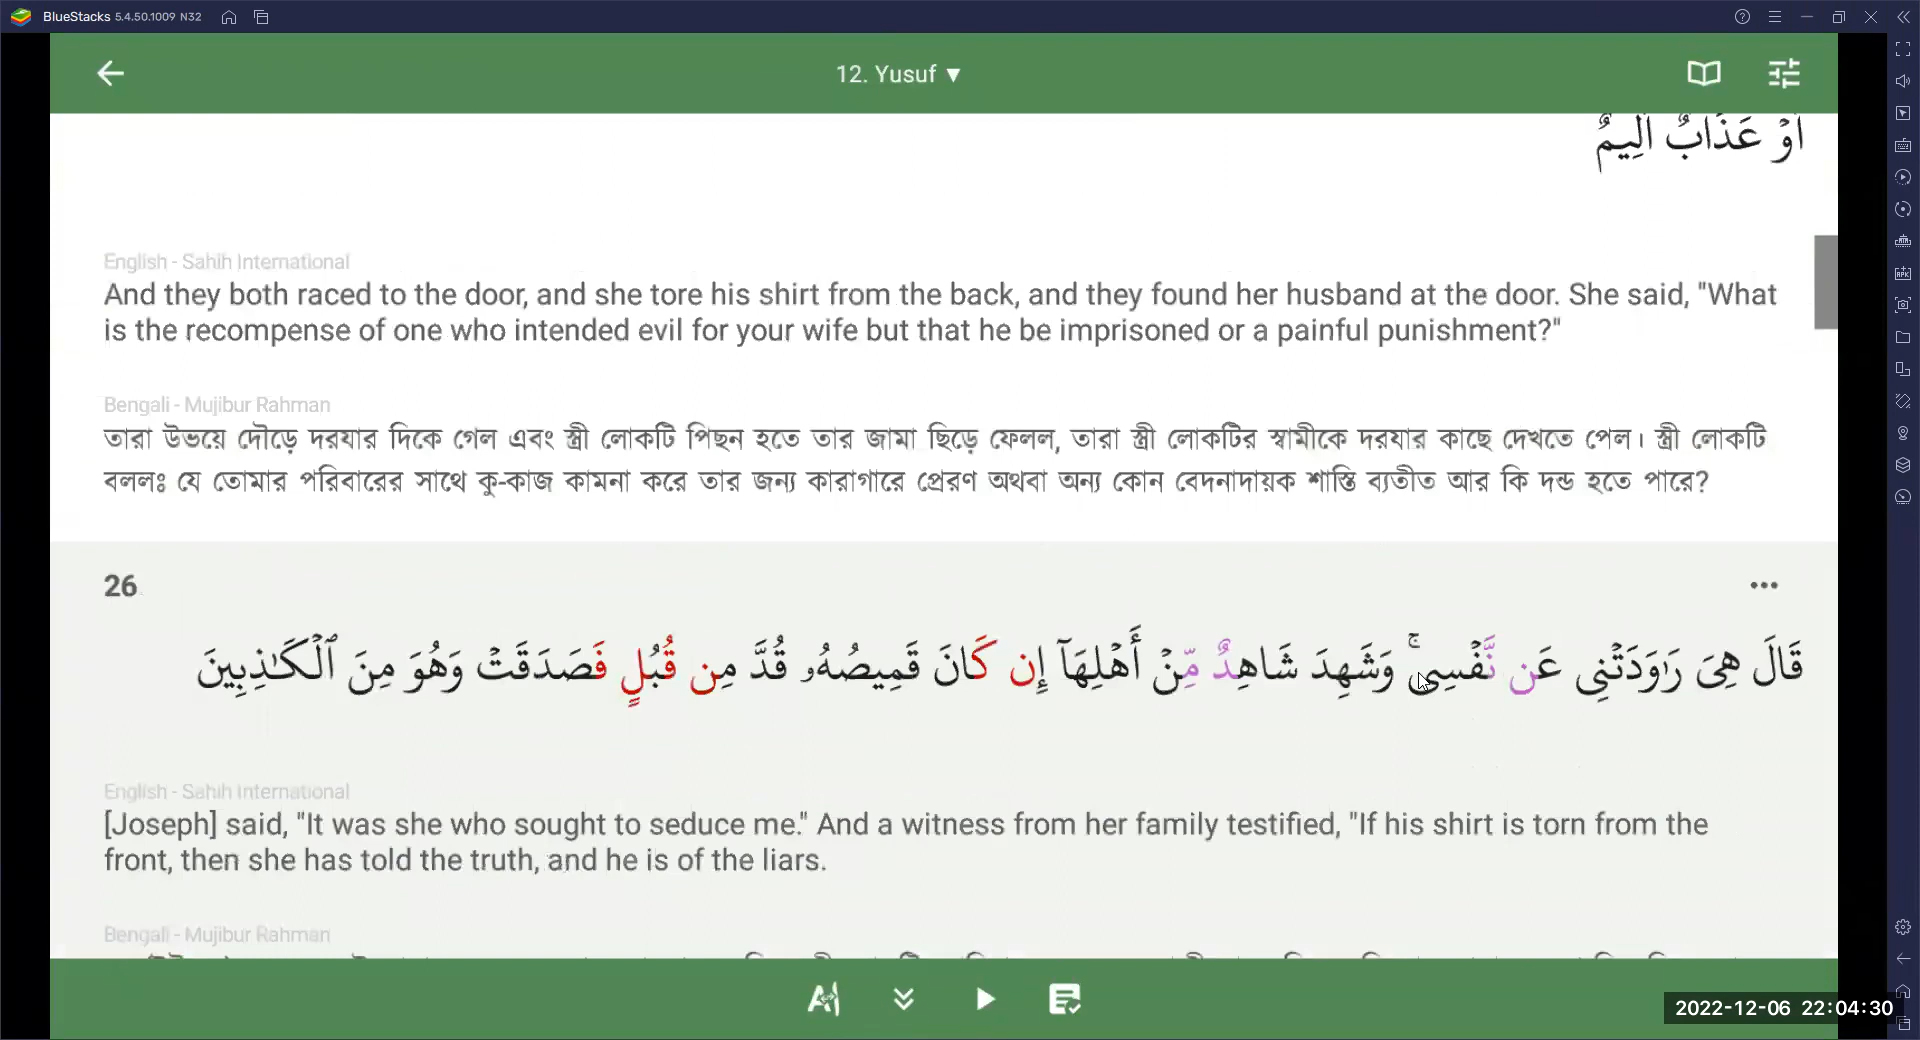 BlueStacks 5.4.50.1009 N32
12. Yusuf ▼
أَوْ عَذَابٌ أَلِيمٌ
English - Sahih International
And they both raced to the door, and she tore his shirt from the back, and they found her husband at the door. She said, "What
is the recompense of one who intended evil for your wife but that he be imprisoned or a painful punishment?"
Bengali - Mujibur Rahman
তারা উভয়ে দৌড়ে দরযার দিকে গেল এবং স্ত্রী লোকটি পিছন হতে তার জামা ছিড়ে ফেলল, তারা স্ত্রী লোকটির স্বামীকে দরযার কাছে দেখতে পেল। স্ত্রী লোকটি
বললঃ যে তোমার পরিবারের সাথে কু-কাজ কামনা করে তার জন্য কারাগারে প্রেরণ অথবা অন্য কোন বেদনাদায়ক শাস্তি ব্যতীত আর কি দন্ড হতে পারে?
26
قَالَ هِىَ رَٰوَدَتْنِى عَن نَّفْسِى ۚ وَشَهِدَ شَاهِدٌ مِّنْ أَهْلِهَآ إِن كَانَ قَمِيصُهُۥ قُدَّ مِن قُبُلٍ فَصَدَقَتْ وَهُوَ مِنَ ٱلْكَـٰذِبِينَ
English - Sahih International
[Joseph] said, "It was she who sought to seduce me." And a witness from her family testified, "If his shirt is torn from the
front, then she has told the truth, and he is of the liars.
Bengali - Mujibur Rahman
2022-12-06 22:04:30